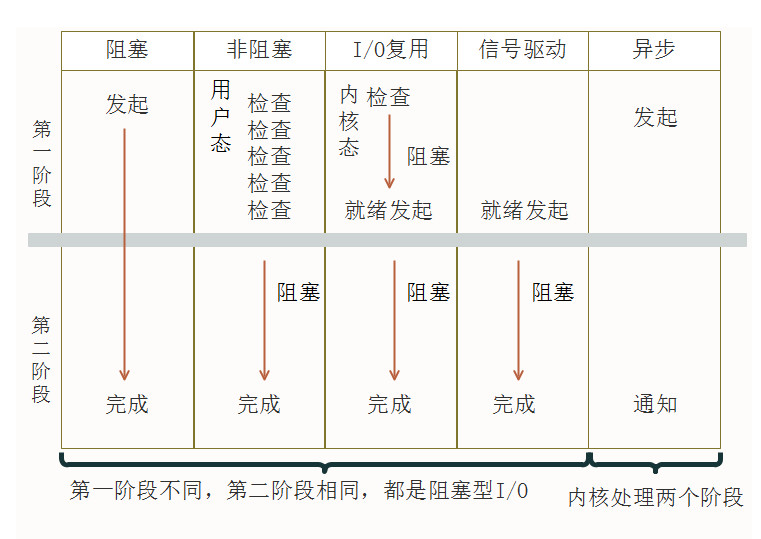 阻塞
非阻塞
I/O复用
信号驱动
异步
第一阶段
发起
用户态
检查
检查
检查
检查
检查
内核态
检查
阻塞
就绪发起
就绪发起
发起
第二阶段
完成
阻塞
完成
阻塞
完成
阻塞
完成
通知
第一阶段不同，第二阶段相同，都是阻塞型I/O
内核处理两个阶段